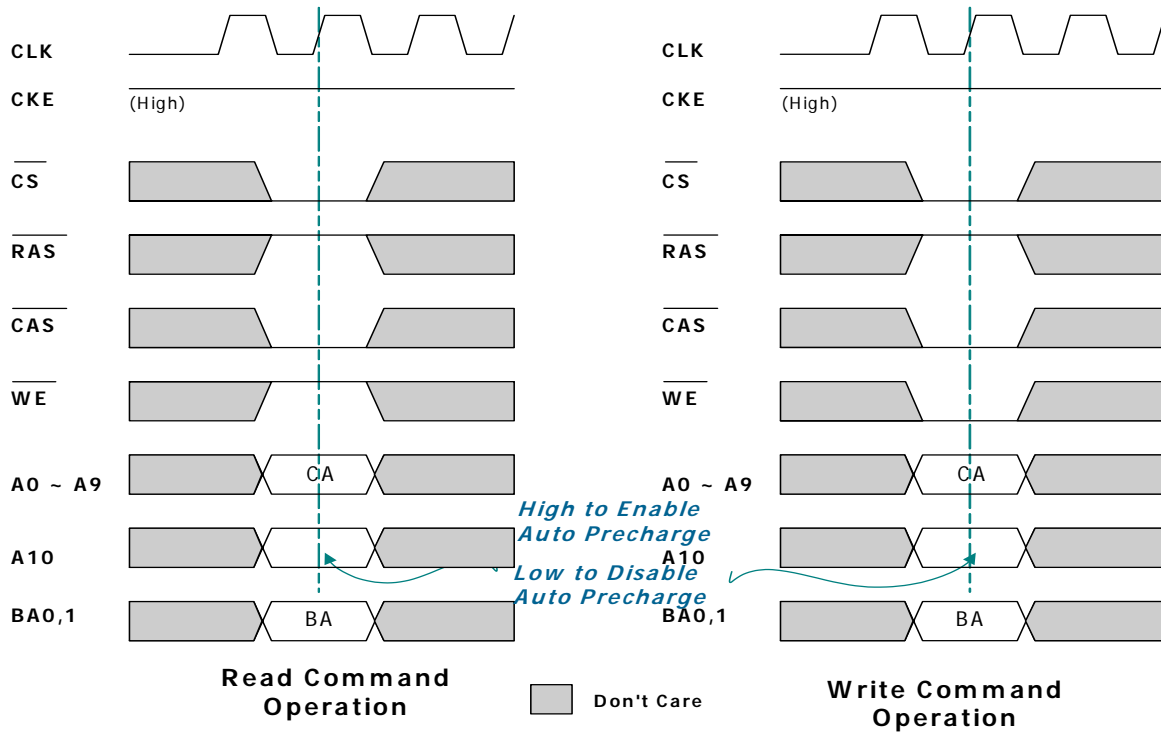 CLK
CKE
(High)
CS
RAS
CAS
WE
A0 ~ A9
CA
A10
BA0,1
BA
Read Command
Operation
High to Enable
Auto Precharge
Low to Disable
Auto Precharge
Don't Care
CLK
CKE
(High)
CS
RAS
CAS
WE
A0 ~ A9
CA
A10
BA0,1
BA
Write Command
Operation